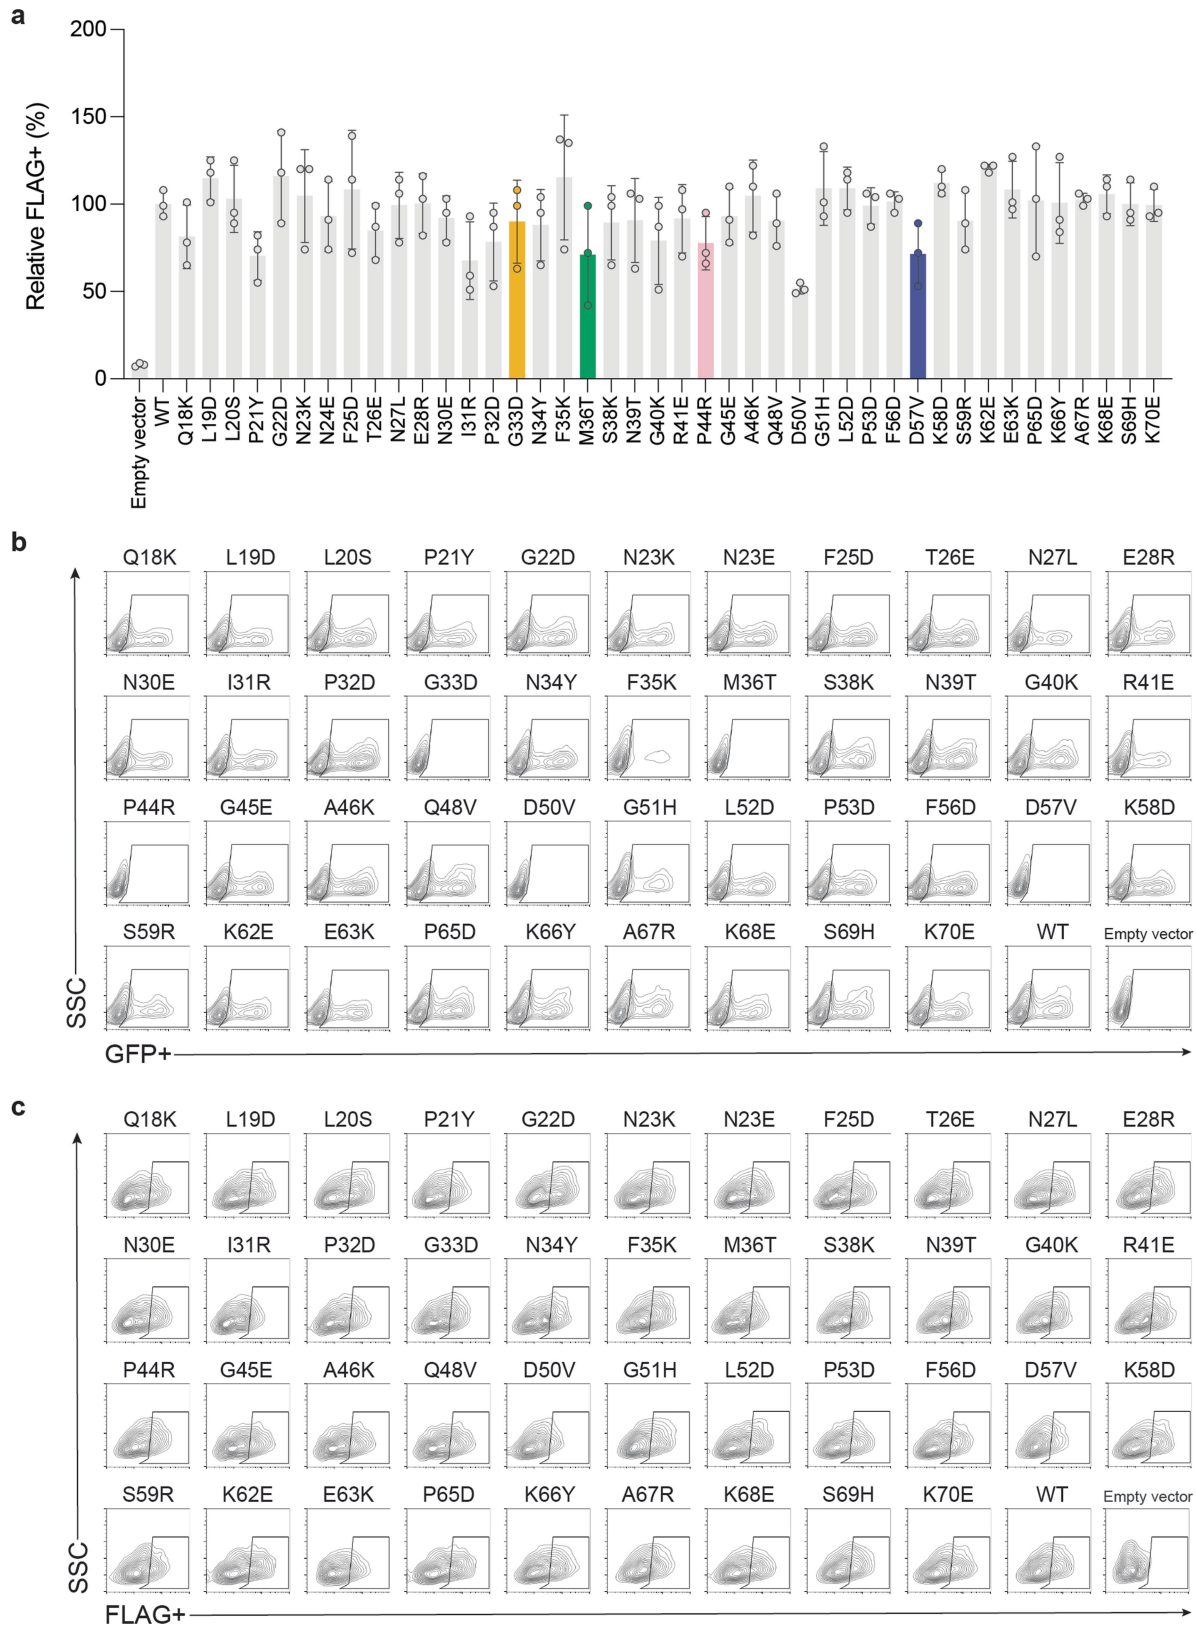 a
200
150
100
50
0
Relative FLAG+ (%)
Empty vector
WT
Q18K
L19D
L20S
P21Y
G22D
N23K
N24E
F25D
T26E
N27L
E28R
N30E
I31R
P32D
G33D
N34Y
F35K
M36T
S38K
N39T
G40K
R41E
P44R
G45E
A46K
Q48V
D50V
G51H
L52D
P53D
F56D
D57V
K58D
S59R
K62E
E63K
P65D
K66Y
A67R
K68E
S69H
K70E
b
Q18K L19D L20S P21Y G22D N23K N23E F25D T26E N27L E28R
N30E I31R P32D G33D N34Y F35K M36T S38K N39T G40K R41E
P44R G45E A46K Q48V D50V G51H L52D P53D F56D D57V K58D
S59R K62E E63K P65D K66Y A67R K68E S69H K70E WT Empty vector
SSC
GFP+
c
Q18K L19D L20S P21Y G22D N23K N23E F25D T26E N27L E28R
N30E I31R P32D G33D N34Y F35K M36T S38K N39T G40K R41E
P44R G45E A46K Q48V D50V G51H L52D P53D F56D D57V K58D
S59R K62E E63K P65D K66Y A67R K68E S69H K70E WT Empty vector
SSC
FLAG+